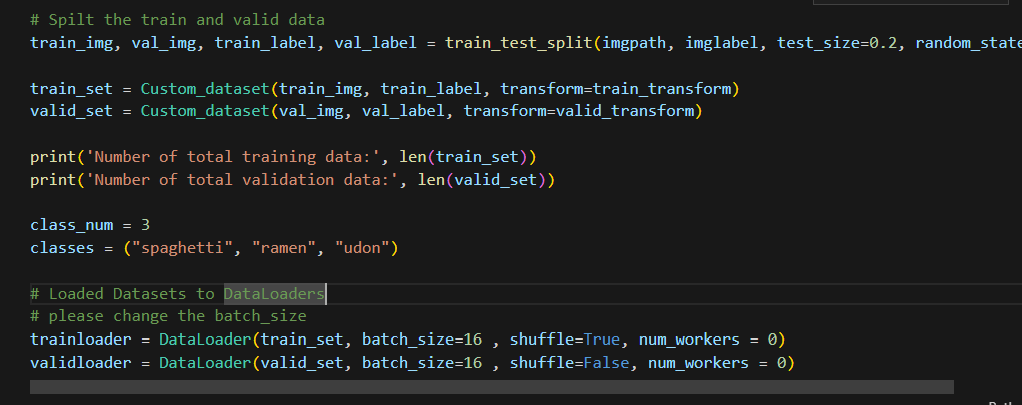 # Spilt the train and valid data
train_img, val_img, train_label, val_label = train_test_split(imgpath, imglabel, test_size=0.2, random_state
train_set = Custom_dataset(train_img, train_label, transform=train_transform)
valid_set = Custom_dataset(val_img, val_label, transform=valid_transform)
print('Number of total training data:', len(train_set))
print('Number of total validation data:', len(valid_set))
class_num = 3
classes = ("spaghetti", "ramen", "udon")
# Loaded Datasets to DataLoaders
# please change the batch_size
trainloader = DataLoader(train_set, batch_size=16 , shuffle=True, num_workers = 0)
validloader = DataLoader(valid_set, batch_size=16 , shuffle=False, num_workers = 0)